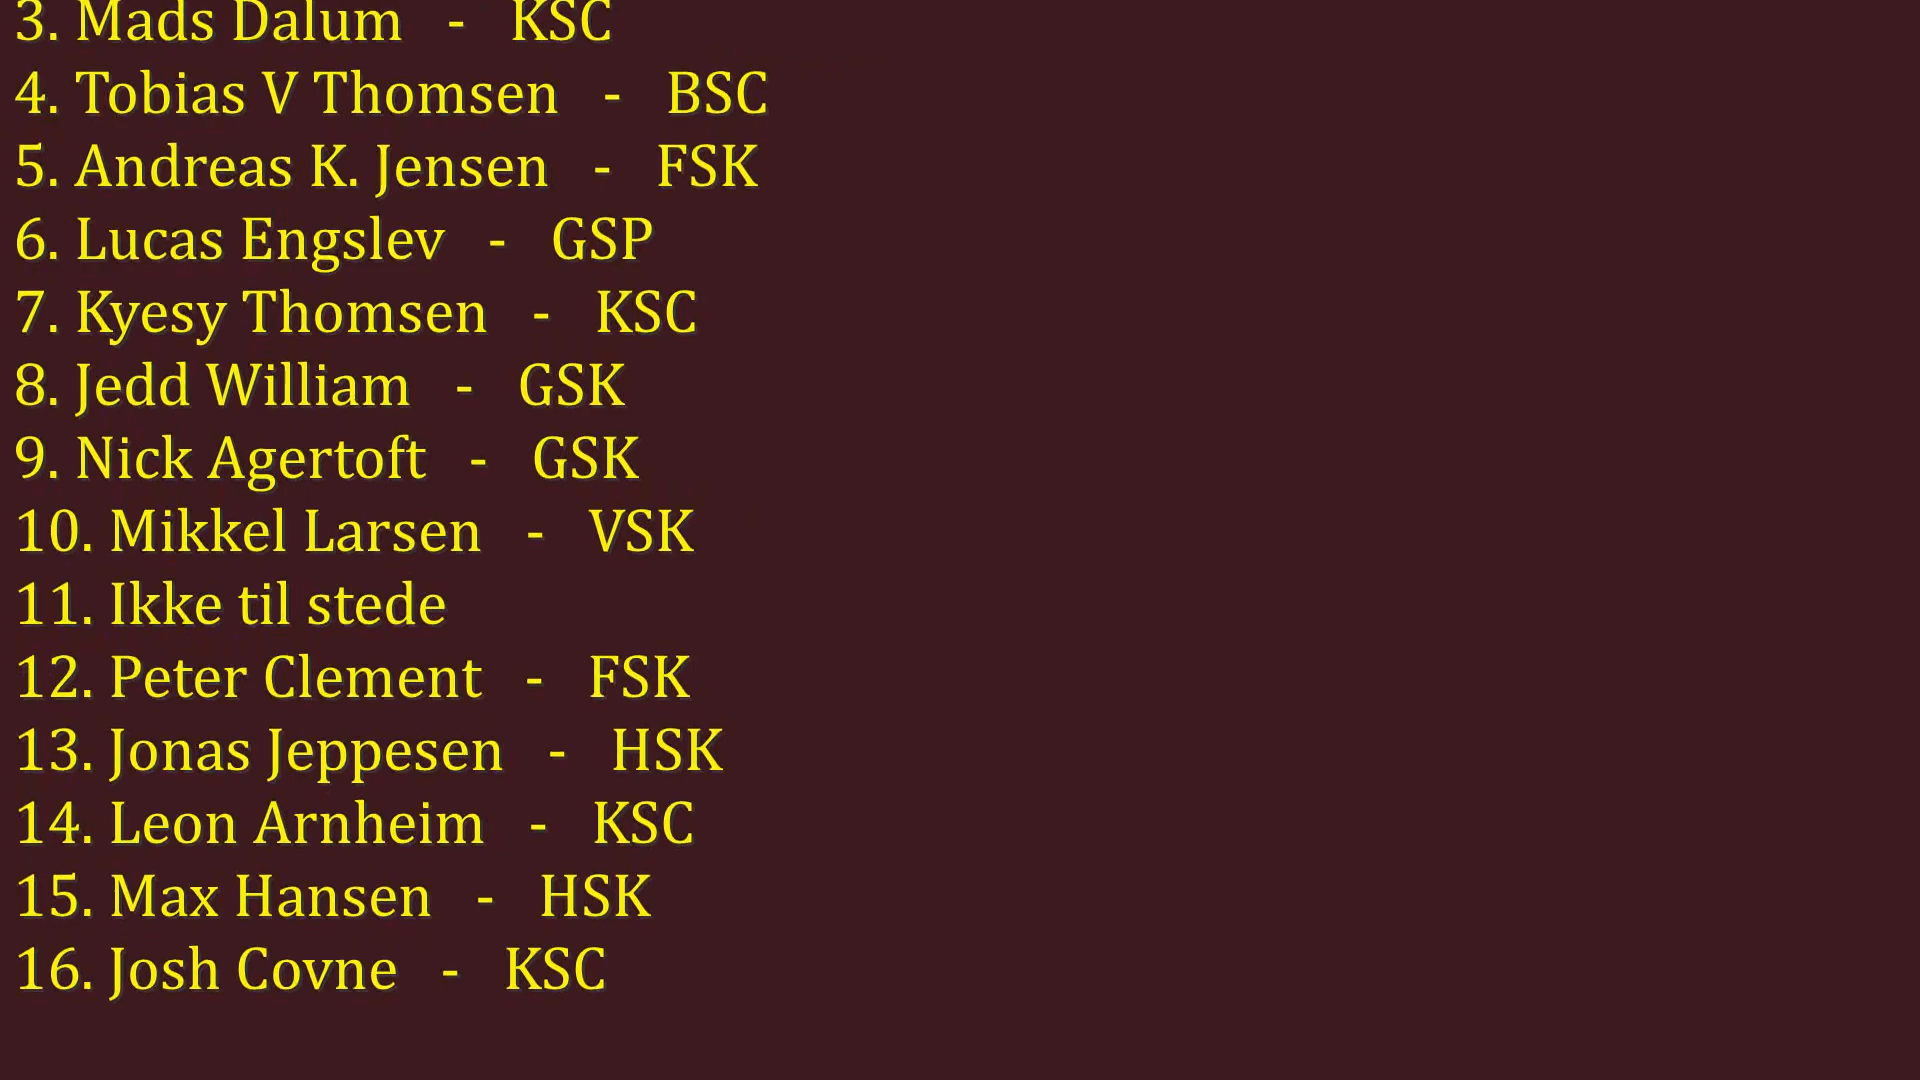 3. Mads Dalum - KSC
4. Tobias V Thomsen - BSC
5. Andreas K. Jensen - FSK
6. Lucas Engslev - GSP
7. Kyesy Thomsen - KSC
8. Jedd William - GSK
9. Nick Agertoft - GSK
10. Mikkel Larsen - VSK
11. Ikke til stede
12. Peter Clement - FSK
13. Jonas Jeppesen - HSK
14. Leon Arnheim - KSC
15. Max Hansen - HSK
16. Josh Covne - KSC